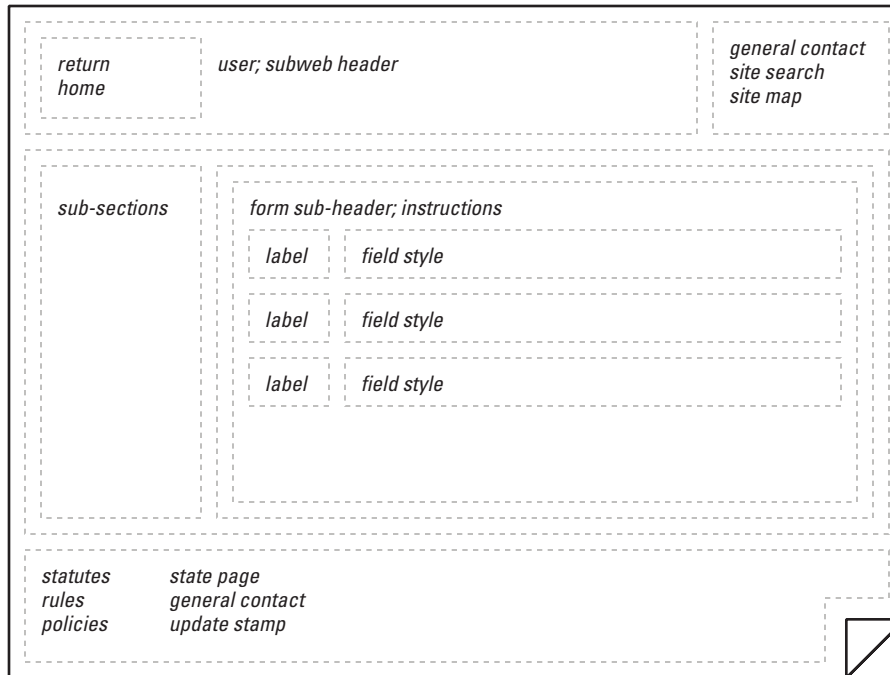 return
home
user; subweb header
general contact
site search
site map
sub-sections
form sub-header; instructions
label
field style
label
field style
label
field style
statutes
rules
policies
state page
general contact
update stamp